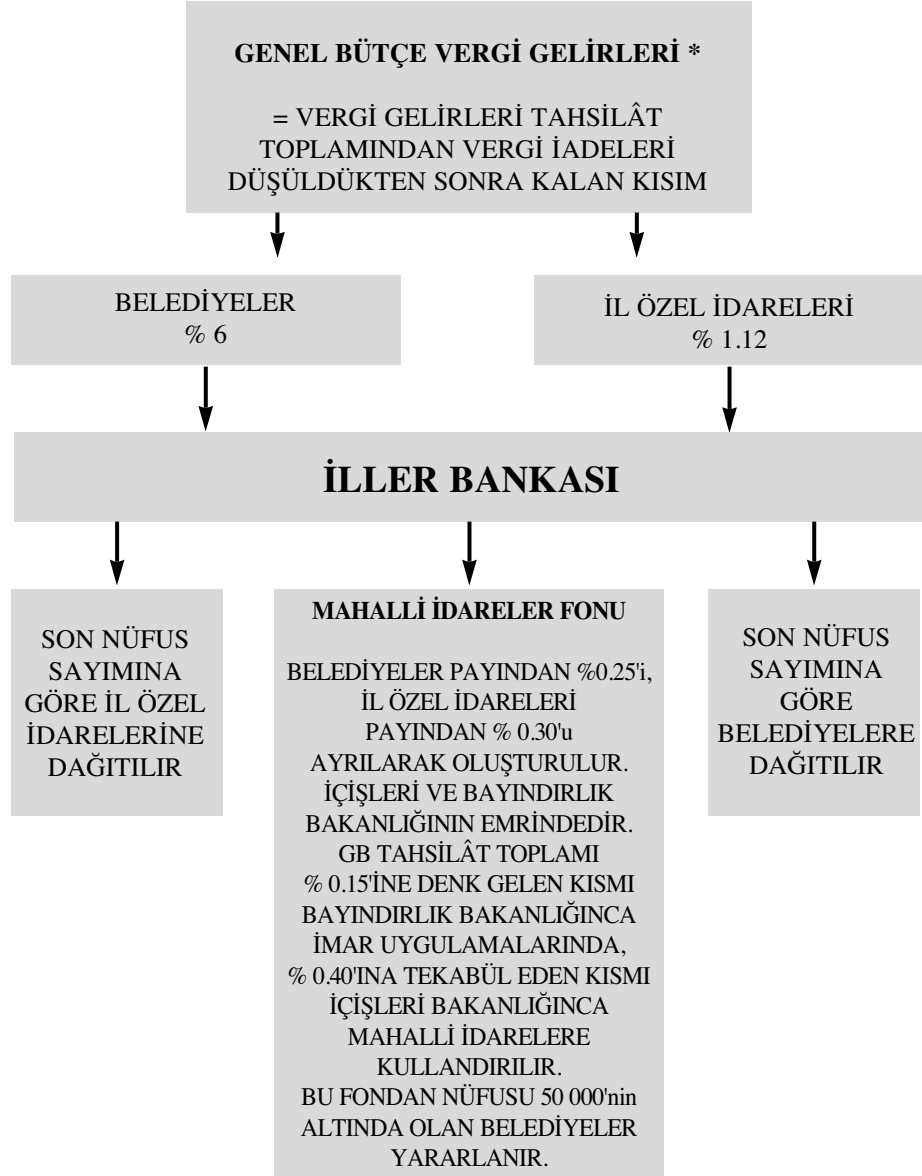 GENEL BÜTÇE VERGİ GELİRLERİ *
= VERGİ GELİRLERİ TAHSİLÂT
TOPLAMINDAN VERGİ İADELERİ
DÜŞÜLDÜKTEN SONRA KALAN KISIM
BELEDİYELER
% 6
İL ÖZEL İDARELERİ
% 1.12
İLLER BANKASI
SON NÜFUS
SAYIMINA
GÖRE İL ÖZEL
İDARELERİNE
DAĞITILIR
MAHALLİ İDARELER FONU
BELEDİYELER PAYINDAN %0.25'i,
İL ÖZEL İDARELERİ
PAYINDAN % 0.30'u
AYRILARAK OLUŞTURULUR.
İÇİŞLERİ VE BAYINDIRLIK
BAKANLIĞININ EMRİNDEDİR.
GB TAHSİLÂT TOPLAMI
% 0.15'İNE DENK GELEN KISMI
BAYINDIRLIK BAKANLIĞINCA
İMAR UYGULAMALARINDA,
% 0.40'INA TEKABÜL EDEN KISMI
İÇİŞLERİ BAKANLIĞINCA
MAHALLİ İDARELERE
KULLANDIRILIR.
BU FONDAN NÜFUSU 50 000'nin
ALTINDA OLAN BELEDİYELER
YARARLANIR.
SON NÜFUS
SAYIMINA
GÖRE
BELEDİYELERE
DAĞITILIR